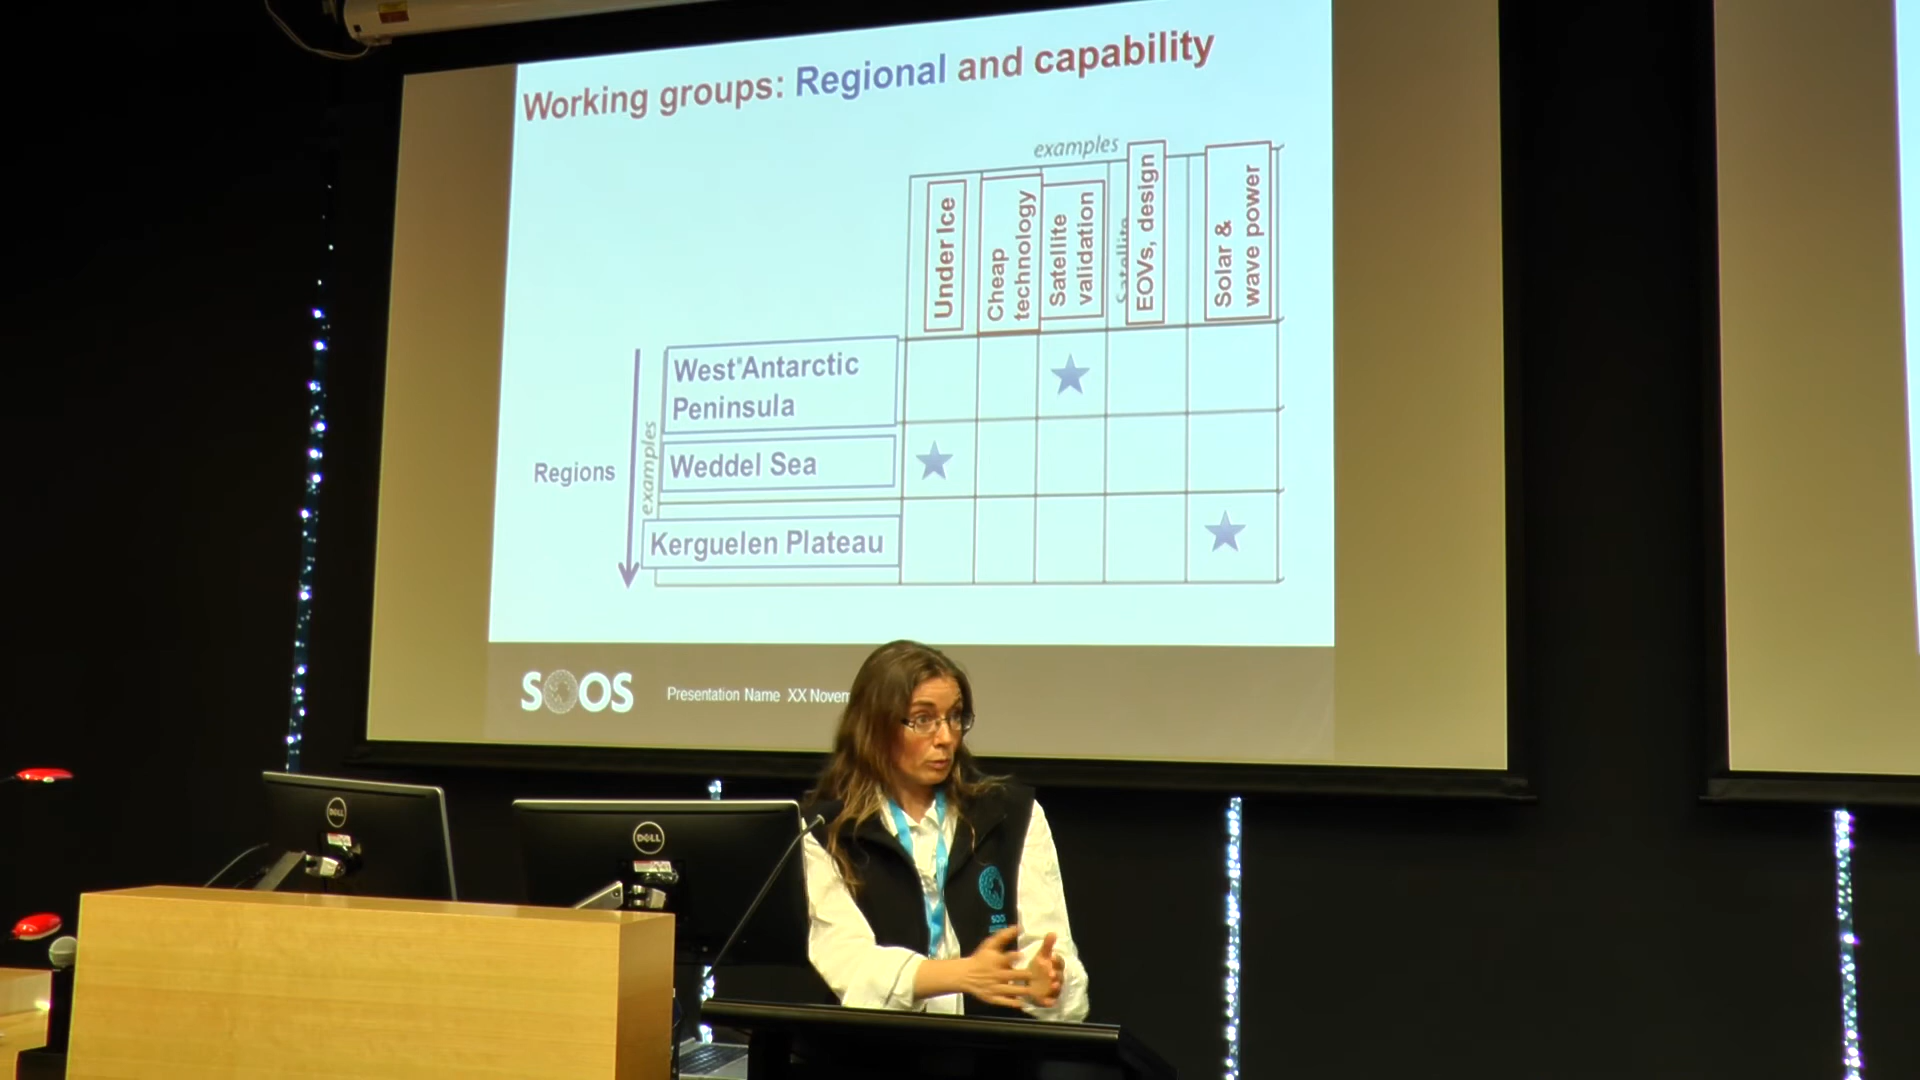 Working groups: Regional and capability
examples
Under Ice
Cheap
technology
Satellite
validation
Satellite
EOVs, design
Solar &
wave power
West Antarctic
Peninsula
Weddel Sea
Kerguelen Plateau
Regions
examples
SOOS
Presentation Name XX Novem
DELL
DELL